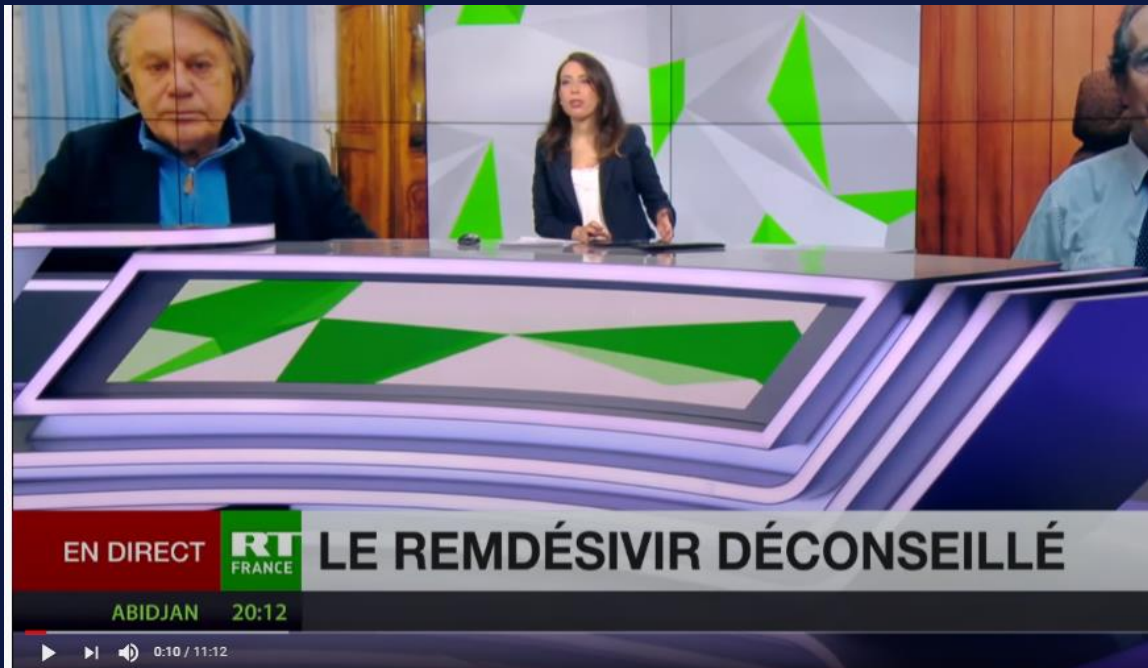 EN DIRECT RT FRANCE LE REMDÉSIVIR DÉCONSEILLÉ
ABIDJAN 20:12
0:10 / 11:12